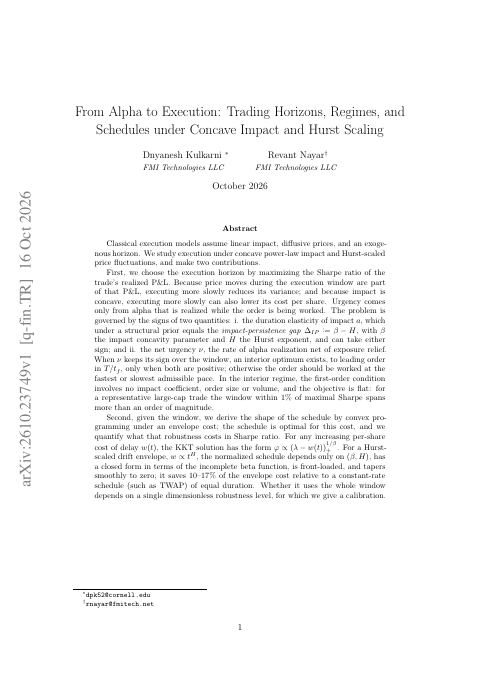 From Alpha to Execution: Trading Horizons, Regimes, and
Schedules under Concave Impact and Hurst Scaling
Dnyanesh Kulkarni * Revant Nayar†
FMI Technologies LLC FMI Technologies LLC
October 2026
Abstract
Classical execution models assume linear impact, diffusive prices, and an exoge-
nous horizon. We study execution under concave power-law impact and Hurst-scaled
price fluctuations, and make two contributions.
First, we choose the execution horizon by maximizing the Sharpe ratio of the
trade's realized P&L. Because price moves during the execution window are part
of that P&L, executing more slowly reduces its variance; and because impact is
concave, executing more slowly can also lower its cost per share. Urgency comes
only from alpha that is realized while the order is being worked. The problem is
governed by the signs of two quantities: i. the duration elasticity of impact a, which
under a structural prior equals the impact-persistence gap Δ_IP := β − H, with β
the impact concavity parameter and H the Hurst exponent, and can take either
sign; and ii. the net urgency ν, the rate of alpha realization net of exposure relief.
When ν keeps its sign over the window, an interior optimum exists, to leading order
in T/t_f, only when both are positive; otherwise the order should be worked at the
fastest or slowest admissible pace. In the interior regime, the first-order condition
involves no impact coefficient, order size or volume, and the objective is flat: for
a representative large-cap trade the window within 1% of maximal Sharpe spans
more than an order of magnitude.
Second, given the window, we derive the shape of the schedule by convex pro-
gramming under an envelope cost; the schedule is optimal for this cost, and we
quantify what that robustness costs in Sharpe ratio. For any increasing per-share
cost of delay w(t), the KKT solution has the form φ ∝ (λ − w(t))₊^{1/β}. For a Hurst-
scaled drift envelope, w ∝ t^H, the normalized schedule depends only on (β, H), has
a closed form in terms of the incomplete beta function, is front-loaded, and tapers
smoothly to zero; it saves 10–17% of the envelope cost relative to a constant-rate
schedule (such as TWAP) of equal duration. Whether it uses the whole window
depends on a single dimensionless robustness level, for which we give a calibration.
*dpk52@cornell.edu
†rnayar@fmitech.net
1
arXiv:2610.23749v1 [q-fin.TR] 16 Oct 2026